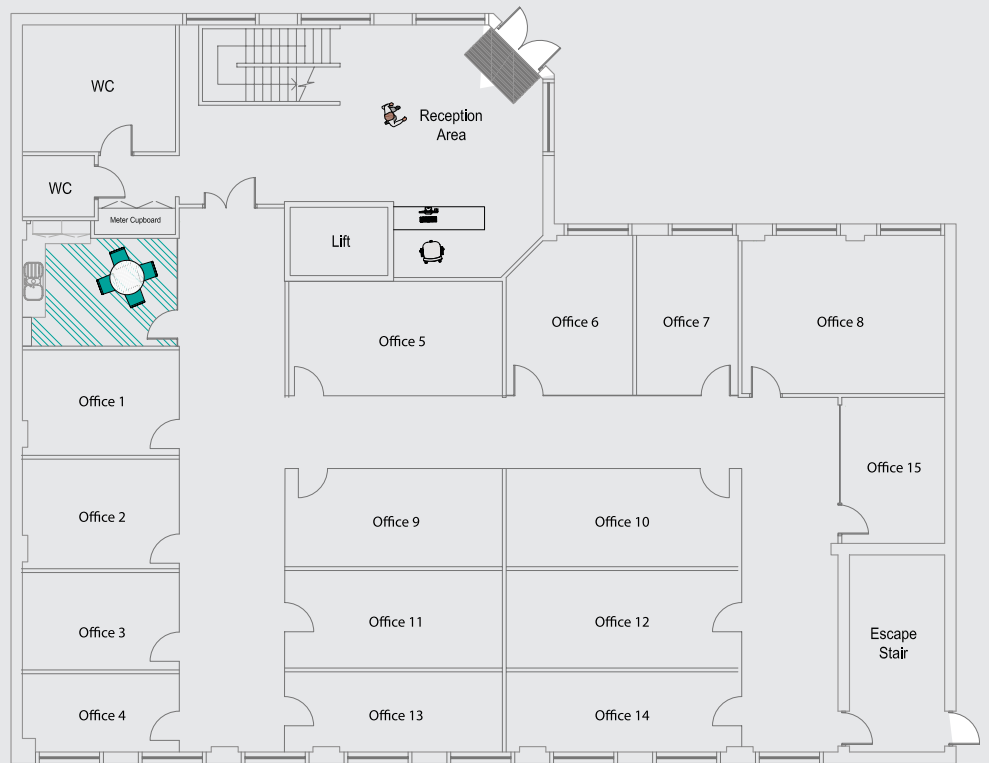 WC
Reception
Area
WC
Meter Cupboard
Lift
Office 5
Office 6
Office 7
Office 8
Office 1
Office 15
Office 2
Office 9
Office 10
Office 3
Office 11
Office 12
Escape
Stair
Office 4
Office 13
Office 14